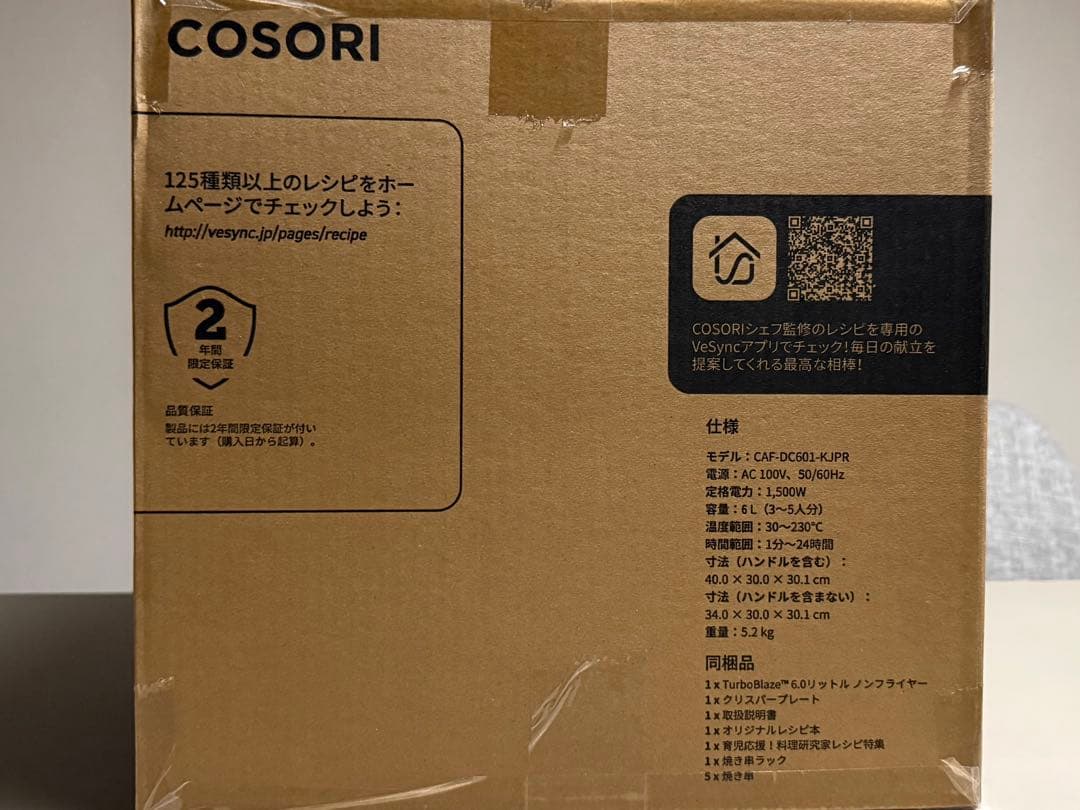 COSORI
125種類以上のレシピをホー
ムページでチェックしよう：
http://vesync.jp/pages/recipe
2
年間
限定保証
品質保証
製品には2年間限定保証が付い
ています（購入日から起算）。
COSORIシェフ監修のレシピを専用の
VeSyncアプリでチェック！毎日の献立を
提案してくれる最高な相棒！
仕様
モデル：CAF-DC601-KJPR
電源：AC 100V、50/60Hz
定格電力：1,500W
容量：6 L（3〜5人分）
温度範囲：30〜230℃
時間範囲：1分〜24時間
寸法（ハンドルを含む）：
40.0 × 30.0 × 30.1 cm
寸法（ハンドルを含まない）：
34.0 × 30.0 × 30.1 cm
重量：5.2 kg
同梱品
1 x TurboBlaze™ 6.0リットル ノンフライヤー
1 x クリスパープレート
1 x 取扱説明書
1 x オリジナルレシピ本
1 x 育児応援！料理研究家レシピ特集
1 x 焼き串ラック
5 x 焼き串